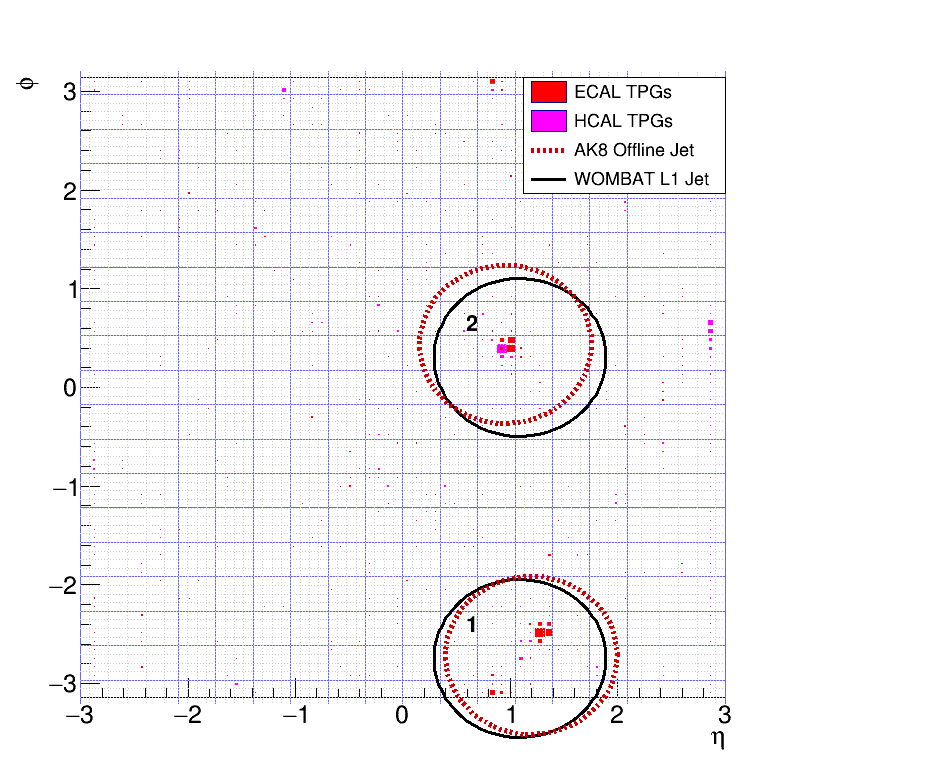 φ
3
ECAL TPGs
HCAL TPGs
AK8 Offline Jet
WOMBAT L1 Jet
2
1
2
0
−1
−2
1
−3
−3 −2 −1 0 1 2 3
η